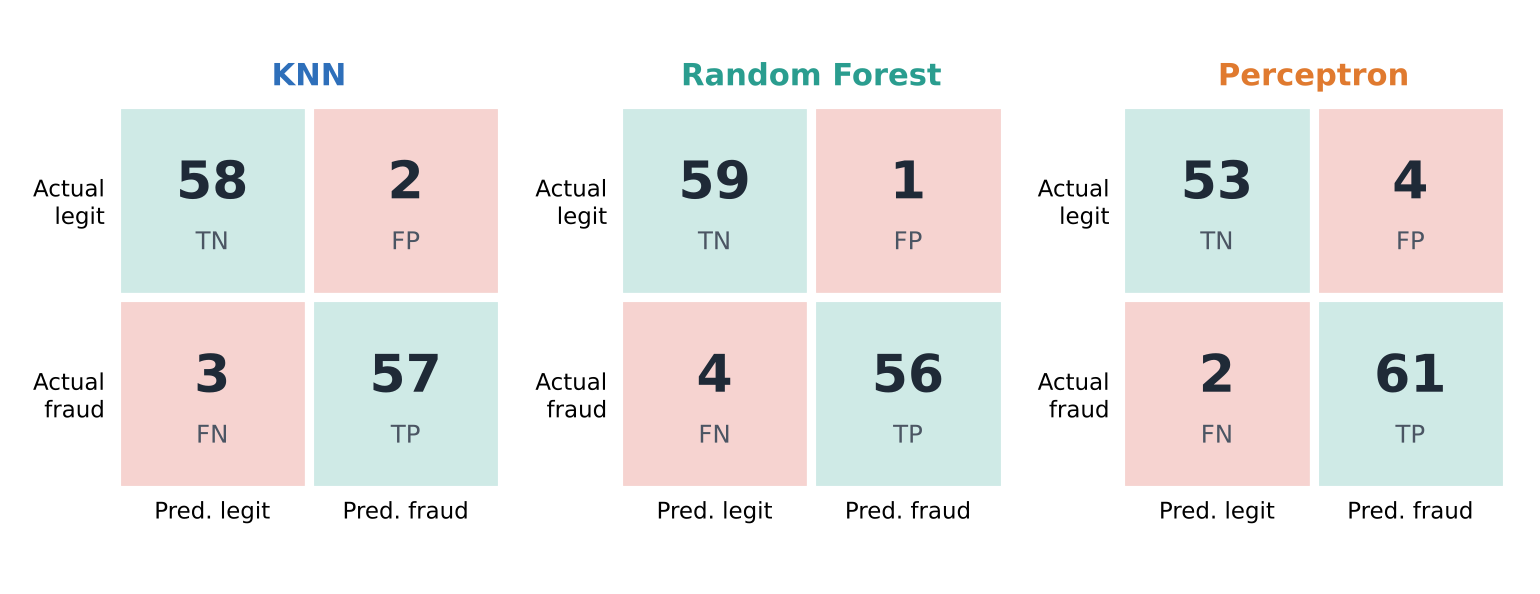 KNN
Random Forest
Perceptron
Actual
legit
58
TN
2
FP
Actual
fraud
3
FN
57
TP
Pred. legit
Pred. fraud
Actual
legit
59
TN
1
FP
Actual
fraud
4
FN
56
TP
Pred. legit
Pred. fraud
Actual
legit
53
TN
4
FP
Actual
fraud
2
FN
61
TP
Pred. legit
Pred. fraud